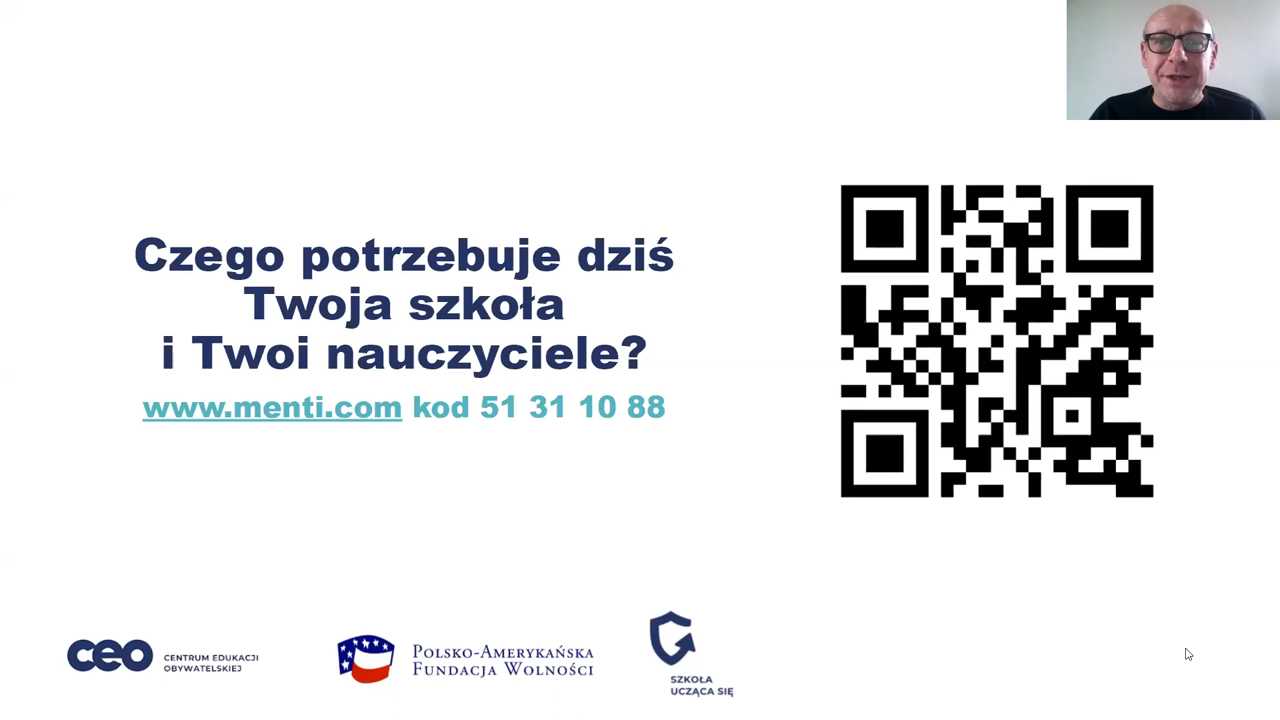 Czego potrzebuje dziś
Twoja szkoła
i Twoi nauczyciele?
www.menti.com kod 51 31 10 88
ceo
CENTRUM EDUKACJI
OBYWATELSKIEJ
POLSKO-AMERYKAŃSKA
FUNDACJA WOLNOŚCI
SZKOŁA
UCZĄCA SIĘ